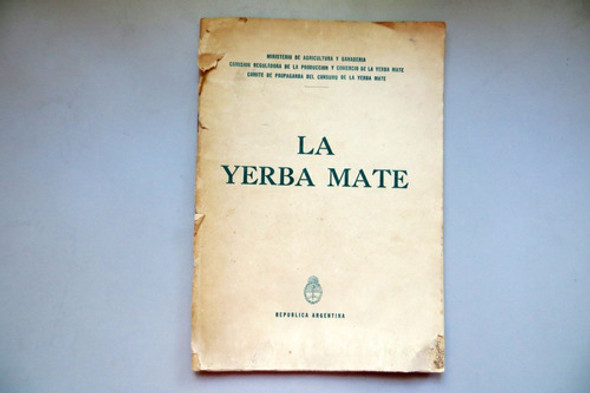 MINISTERIO DE AGRICULTURA Y GANADERIA
COMISION REGULADORA DE LA PRODUCCION Y COMERCIO DE LA YERBA MATE
COMITE DE PROPAGANDA DEL CONSUMO DE LA YERBA MATE
LA
YERBA MATE
REPUBLICA ARGENTINA